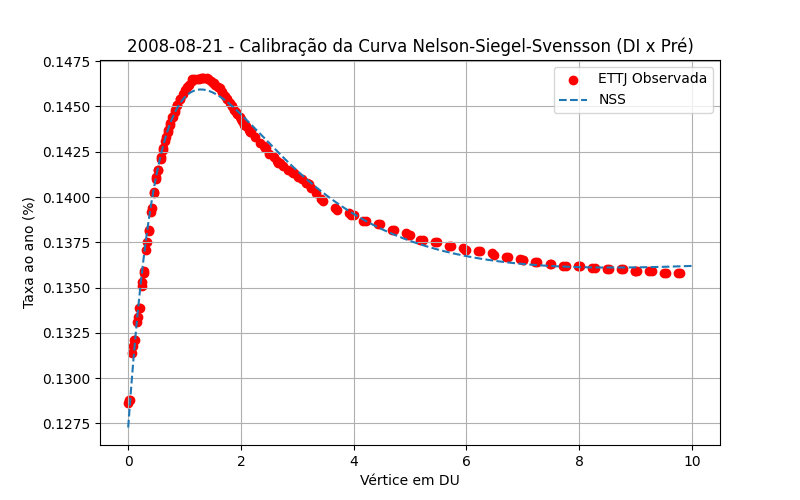 2008-08-21 - Calibração da Curva Nelson-Siegel-Svensson (DI x Pré)
ETTJ Observada
NSS
Taxa ao ano (%)
0.1475
0.1450
0.1425
0.1400
0.1375
0.1350
0.1325
0.1300
0.1275
0 2 4 6 8 10
Vértice em DU